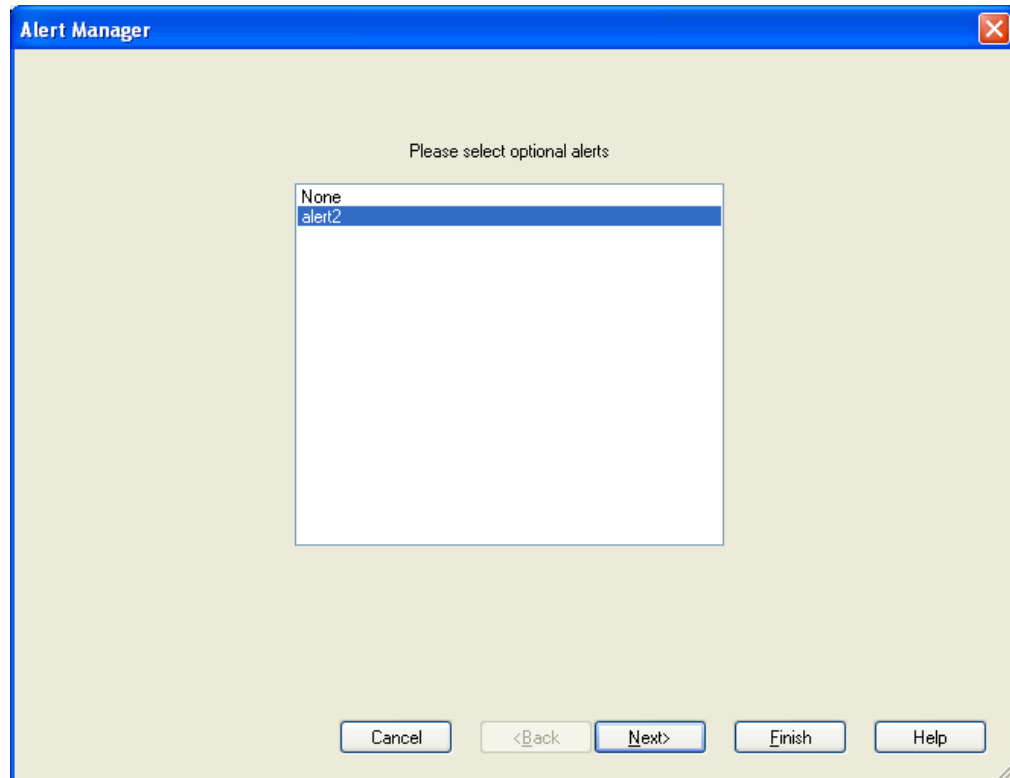 Alert Manager
Please select optional alerts
None
alert2
Cancel <Back Next> Finish Help